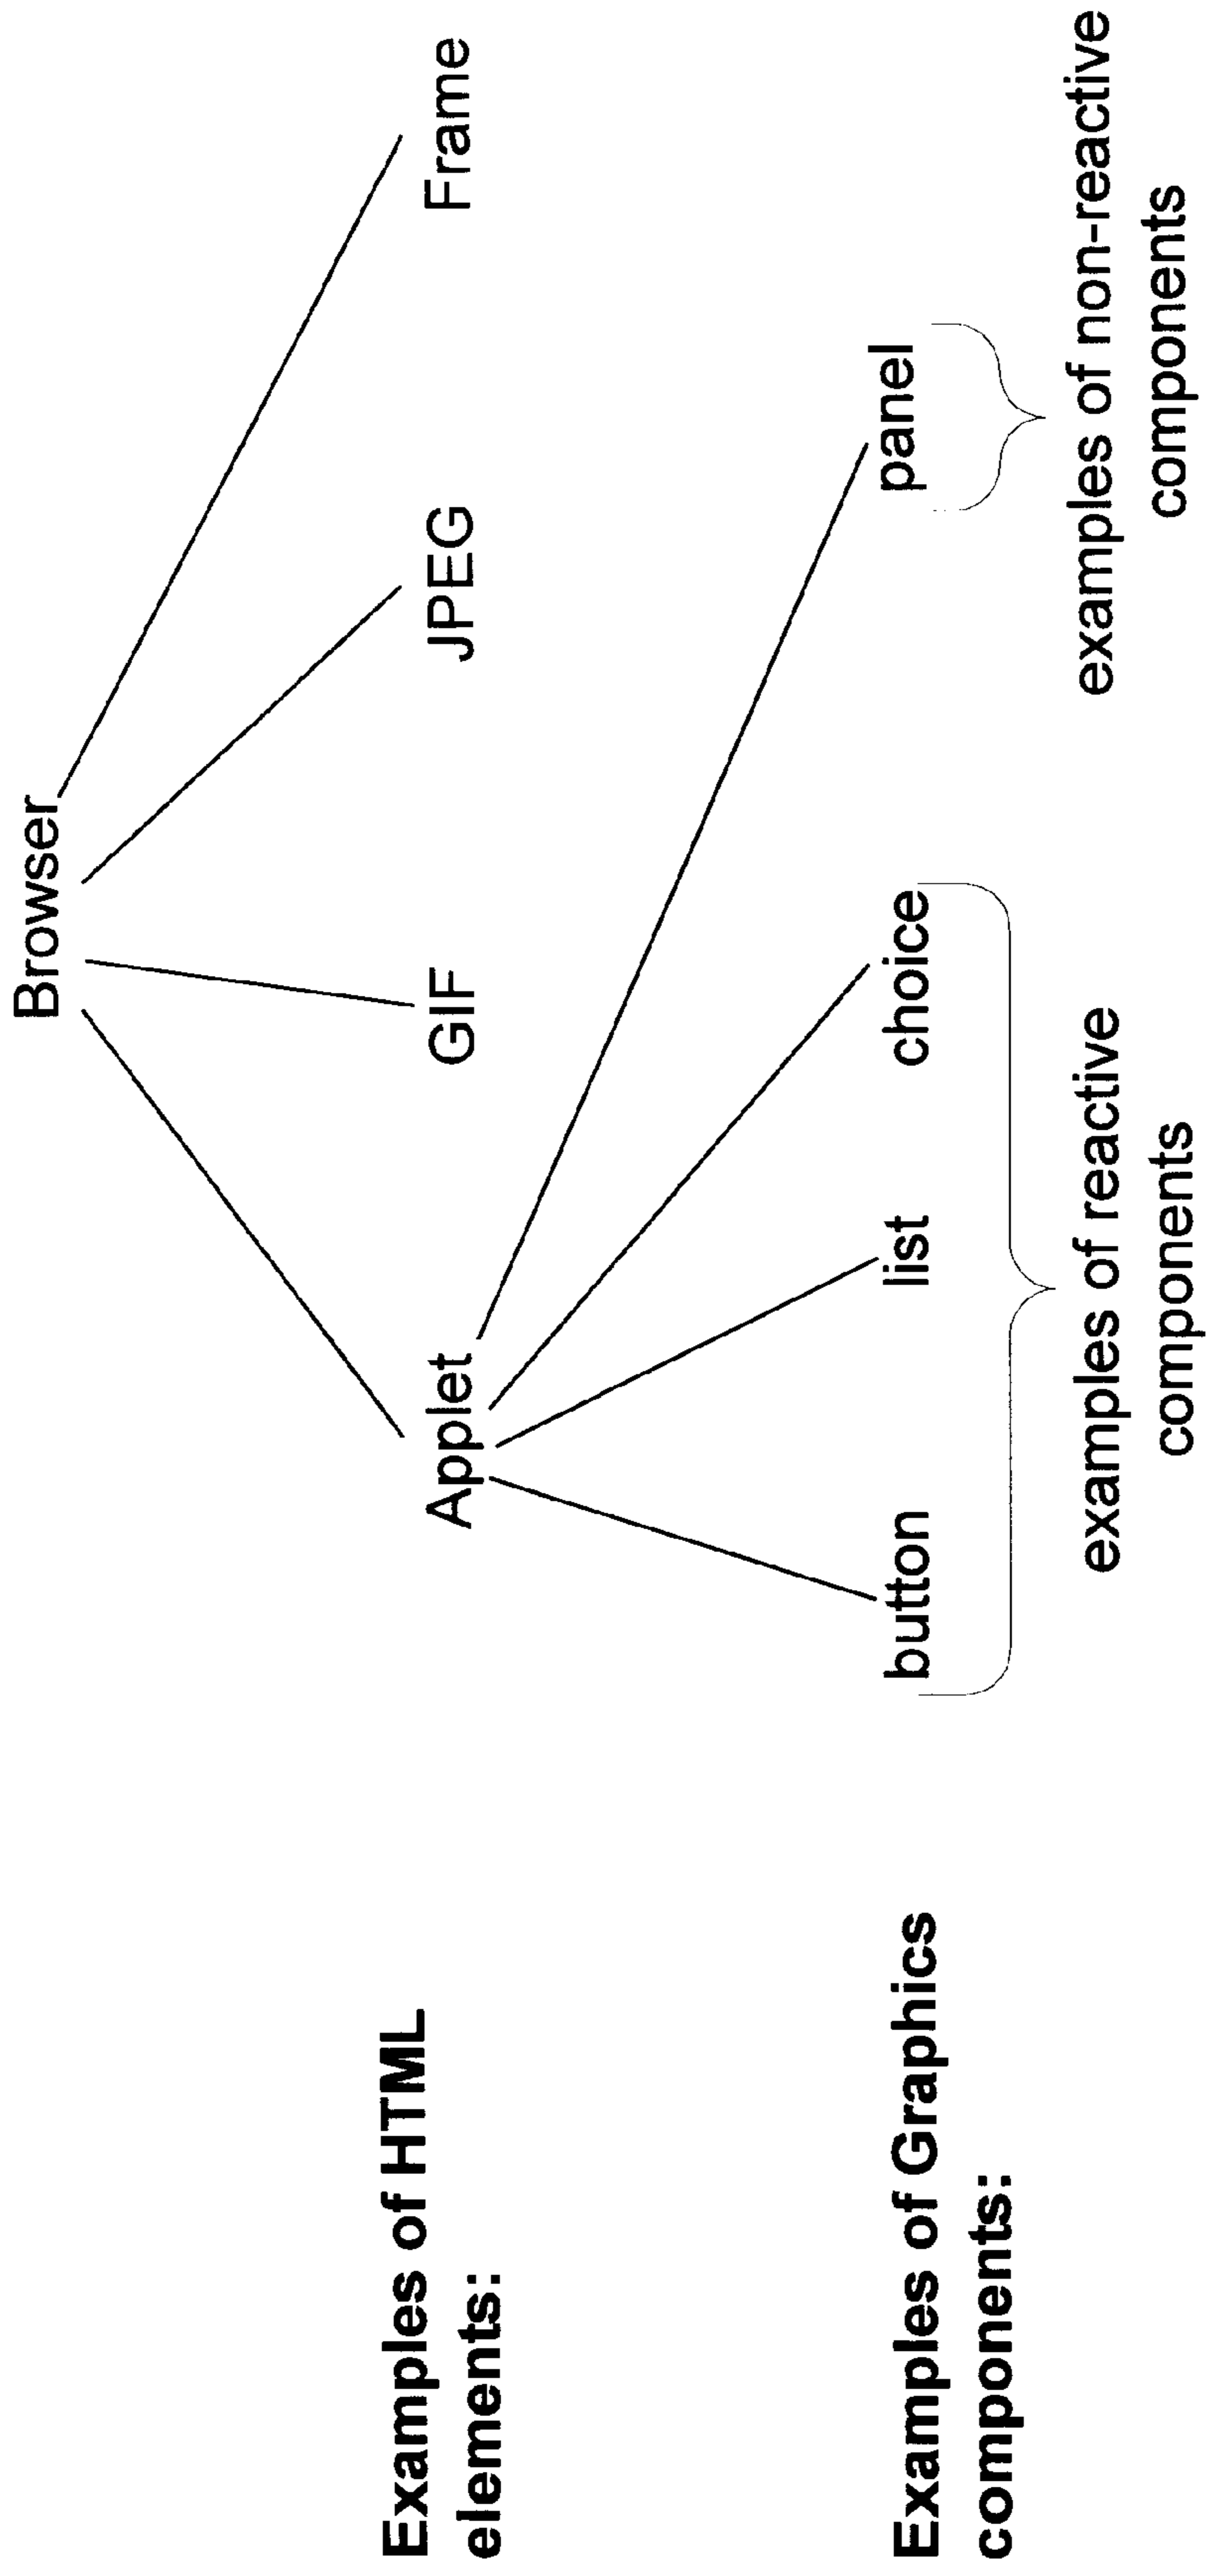 Browser
Examples of HTML
elements:
Applet
GIF
JPEG
Frame
Examples of Graphics
components:
button
list
choice
panel
examples of reactive
components
examples of non-reactive
components